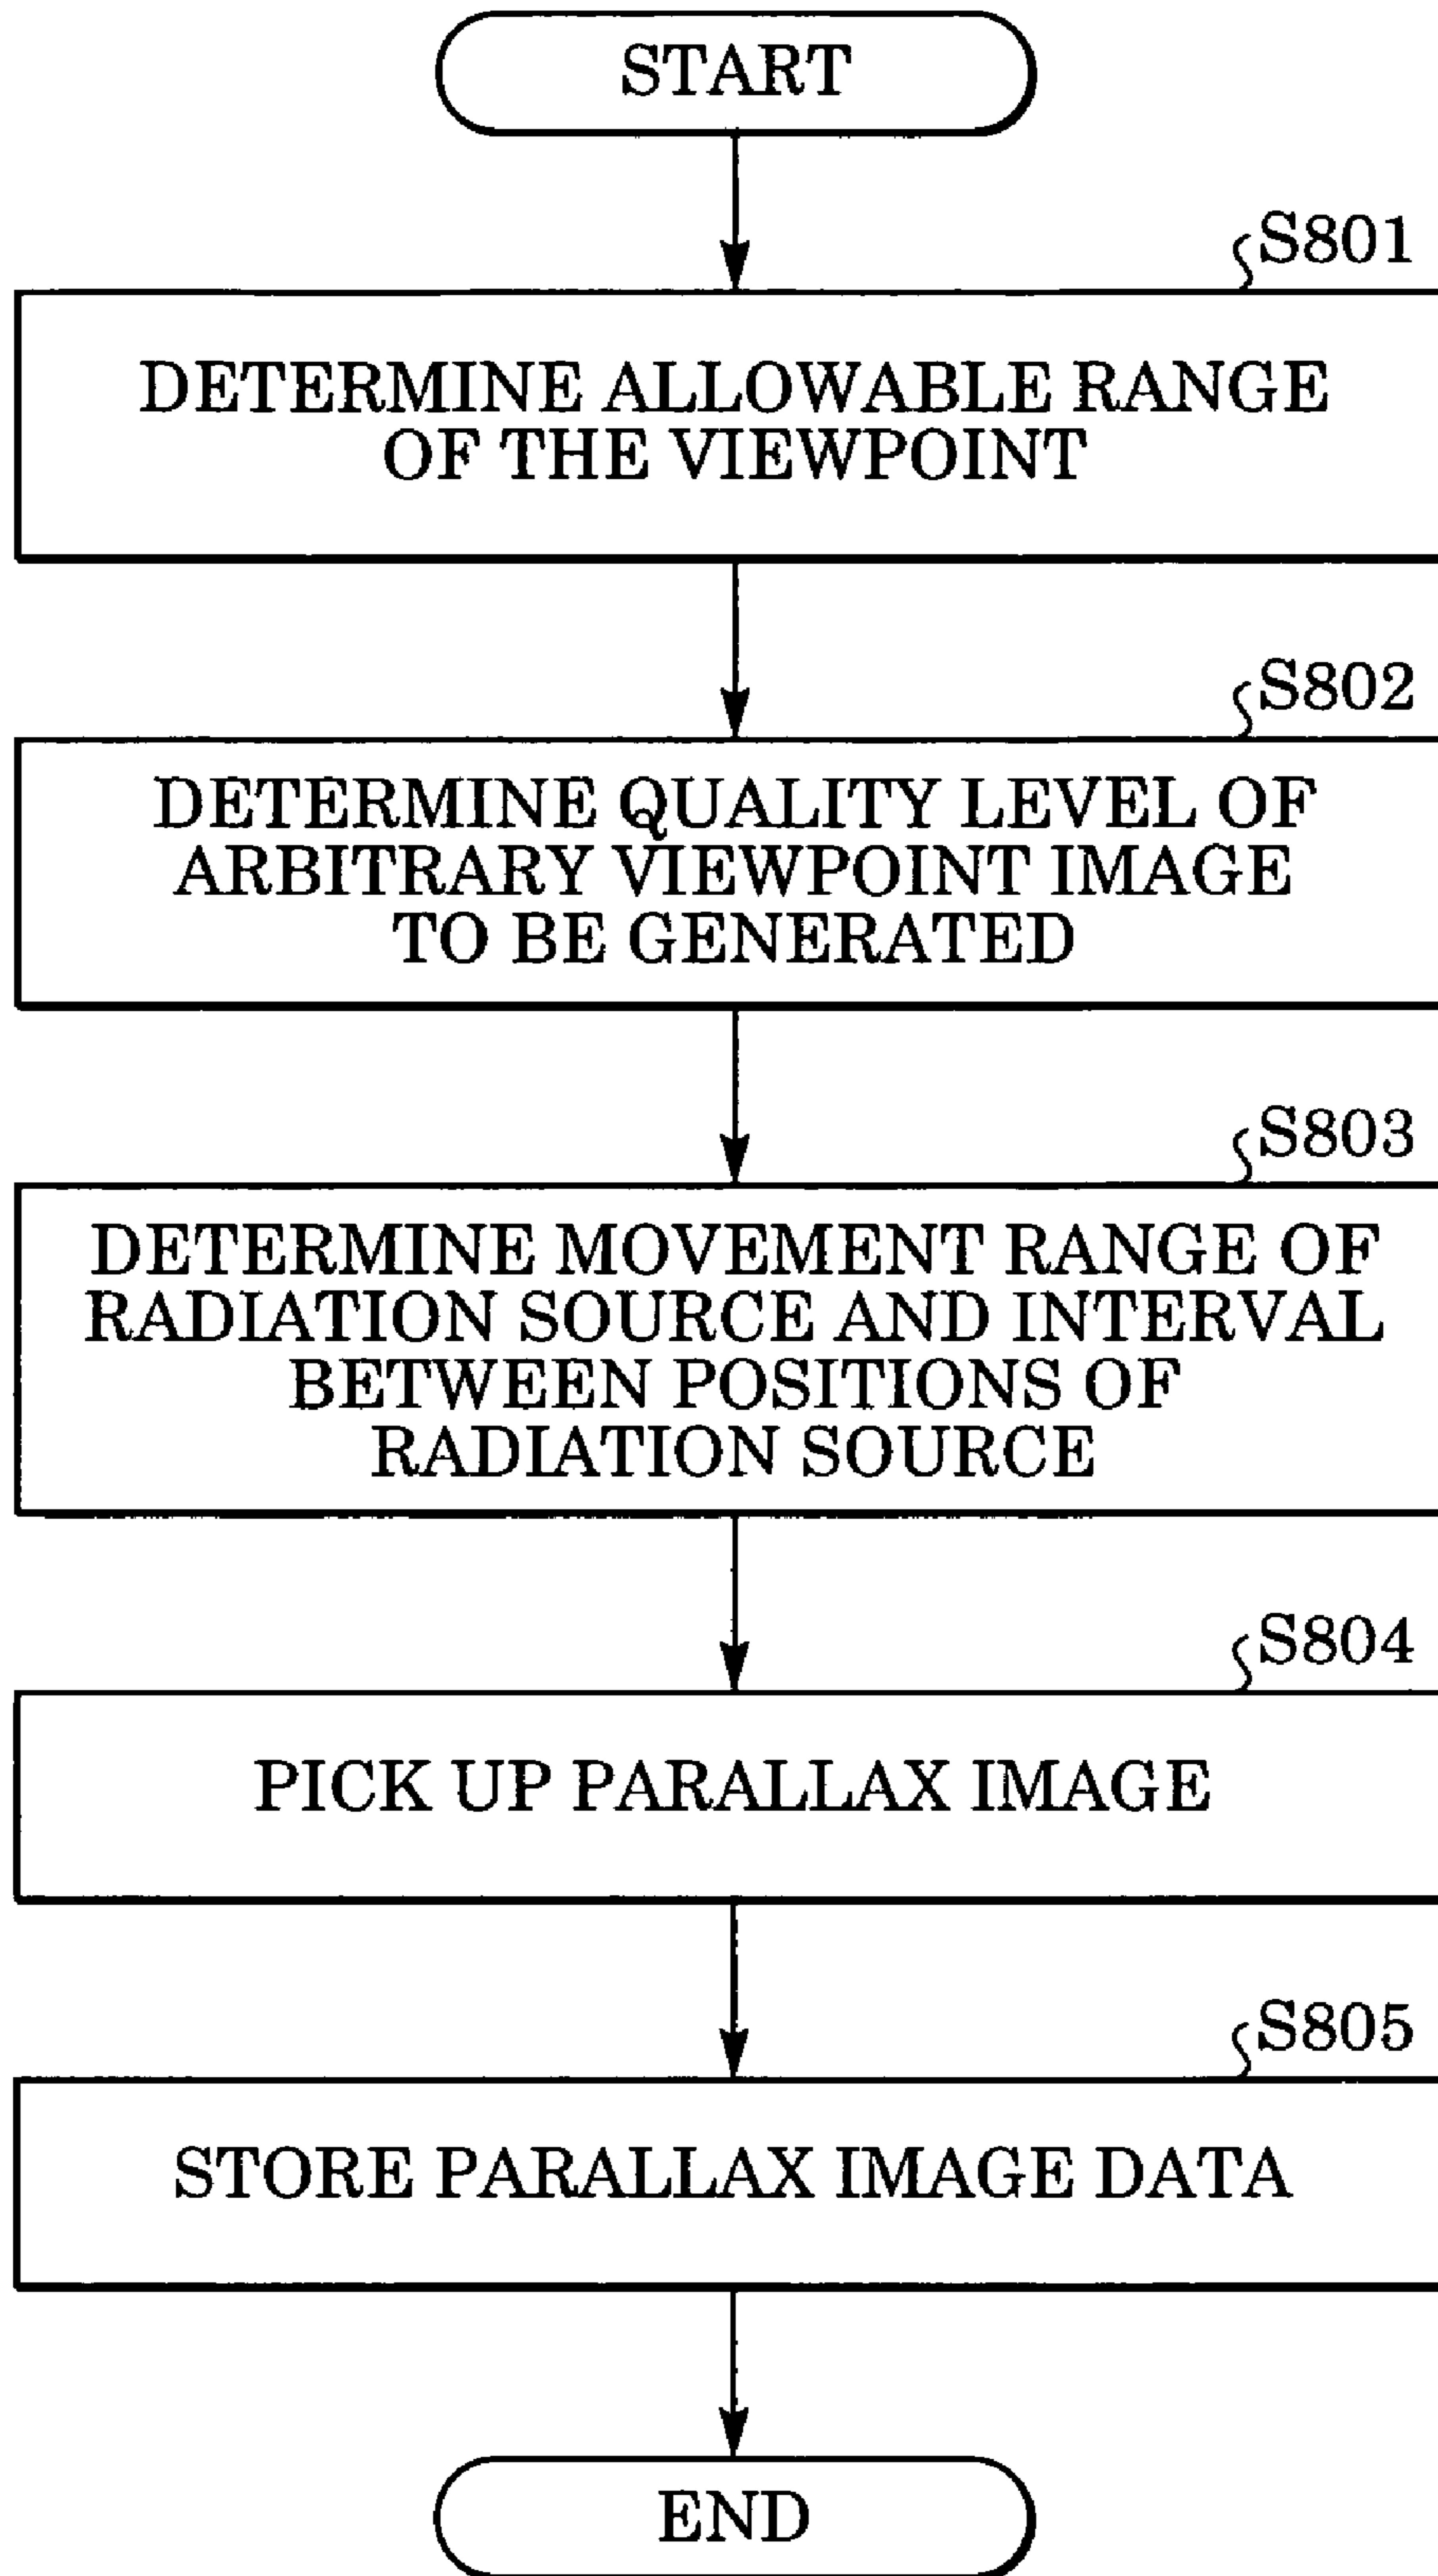 START
S801
DETERMINE ALLOWABLE RANGE
OF THE VIEWPOINT
S802
DETERMINE QUALITY LEVEL OF
ARBITRARY VIEWPOINT IMAGE
TO BE GENERATED
S803
DETERMINE MOVEMENT RANGE OF
RADIATION SOURCE AND INTERVAL
BETWEEN POSITIONS OF
RADIATION SOURCE
S804
PICK UP PARALLAX IMAGE
S805
STORE PARALLAX IMAGE DATA
END